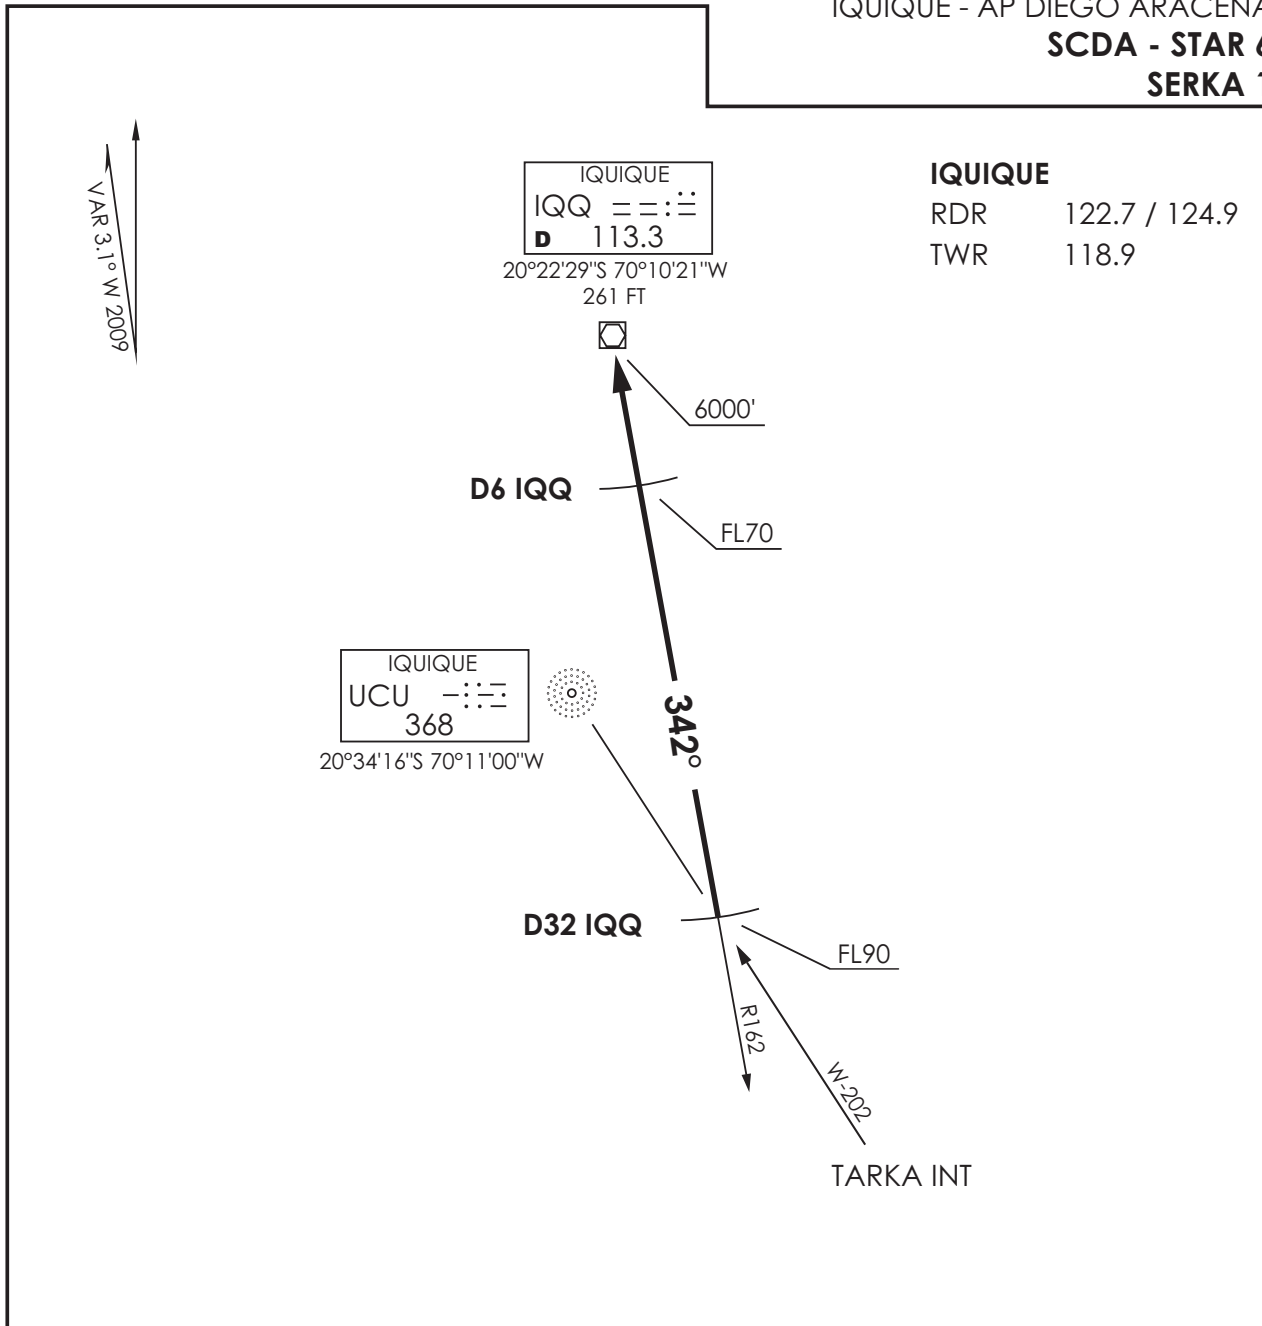 IQUIQUE - AP DIEGO ARACENA
SCDA - STAR 6
SERKA 1
VAR 3.1° W 2009
IQUIQUE
IQQ
D 113.3
20°22'29"S 70°10'21"W
261 FT
IQUIQUE
RDR 122.7 / 124.9
TWR 118.9
6000'
D6 IQQ
FL70
IQUIQUE
UCU
368
20°34'16"S 70°11'00"W
342°
D32 IQQ
FL90
R162
W-202
TARKA INT